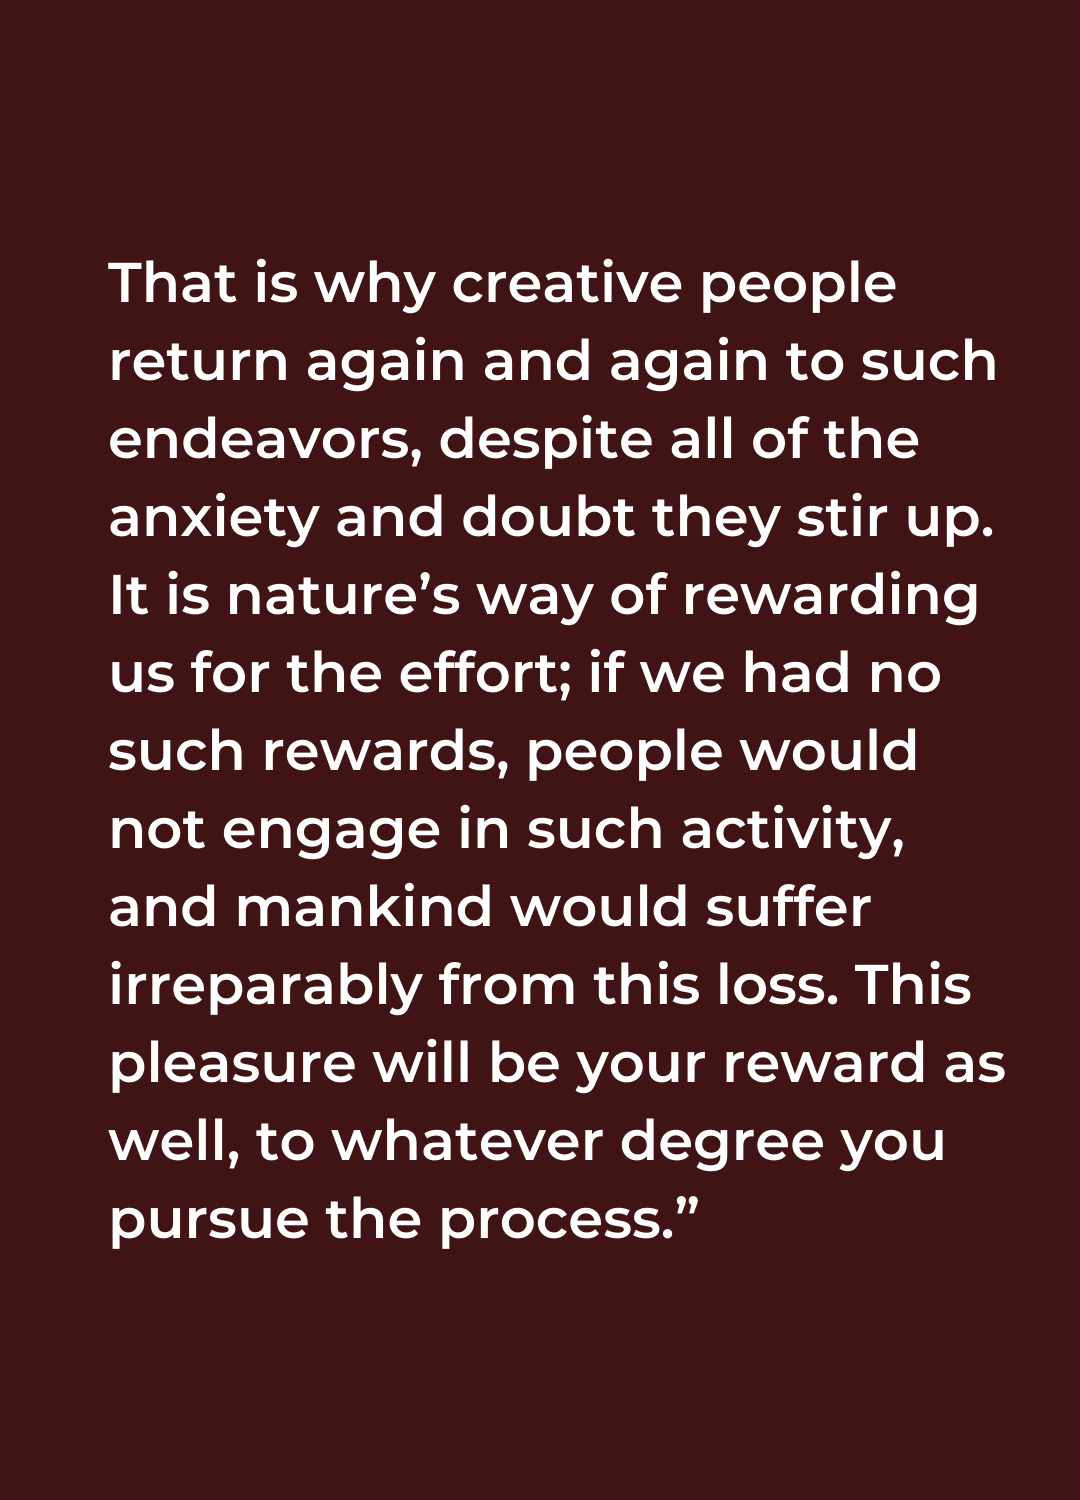 That is why creative people
return again and again to such
endeavors, despite all of the
anxiety and doubt they stir up.
It is nature’s way of rewarding
us for the effort; if we had no
such rewards, people would
not engage in such activity,
and mankind would suffer
irreparably from this loss. This
pleasure will be your reward as
well, to whatever degree you
pursue the process.”